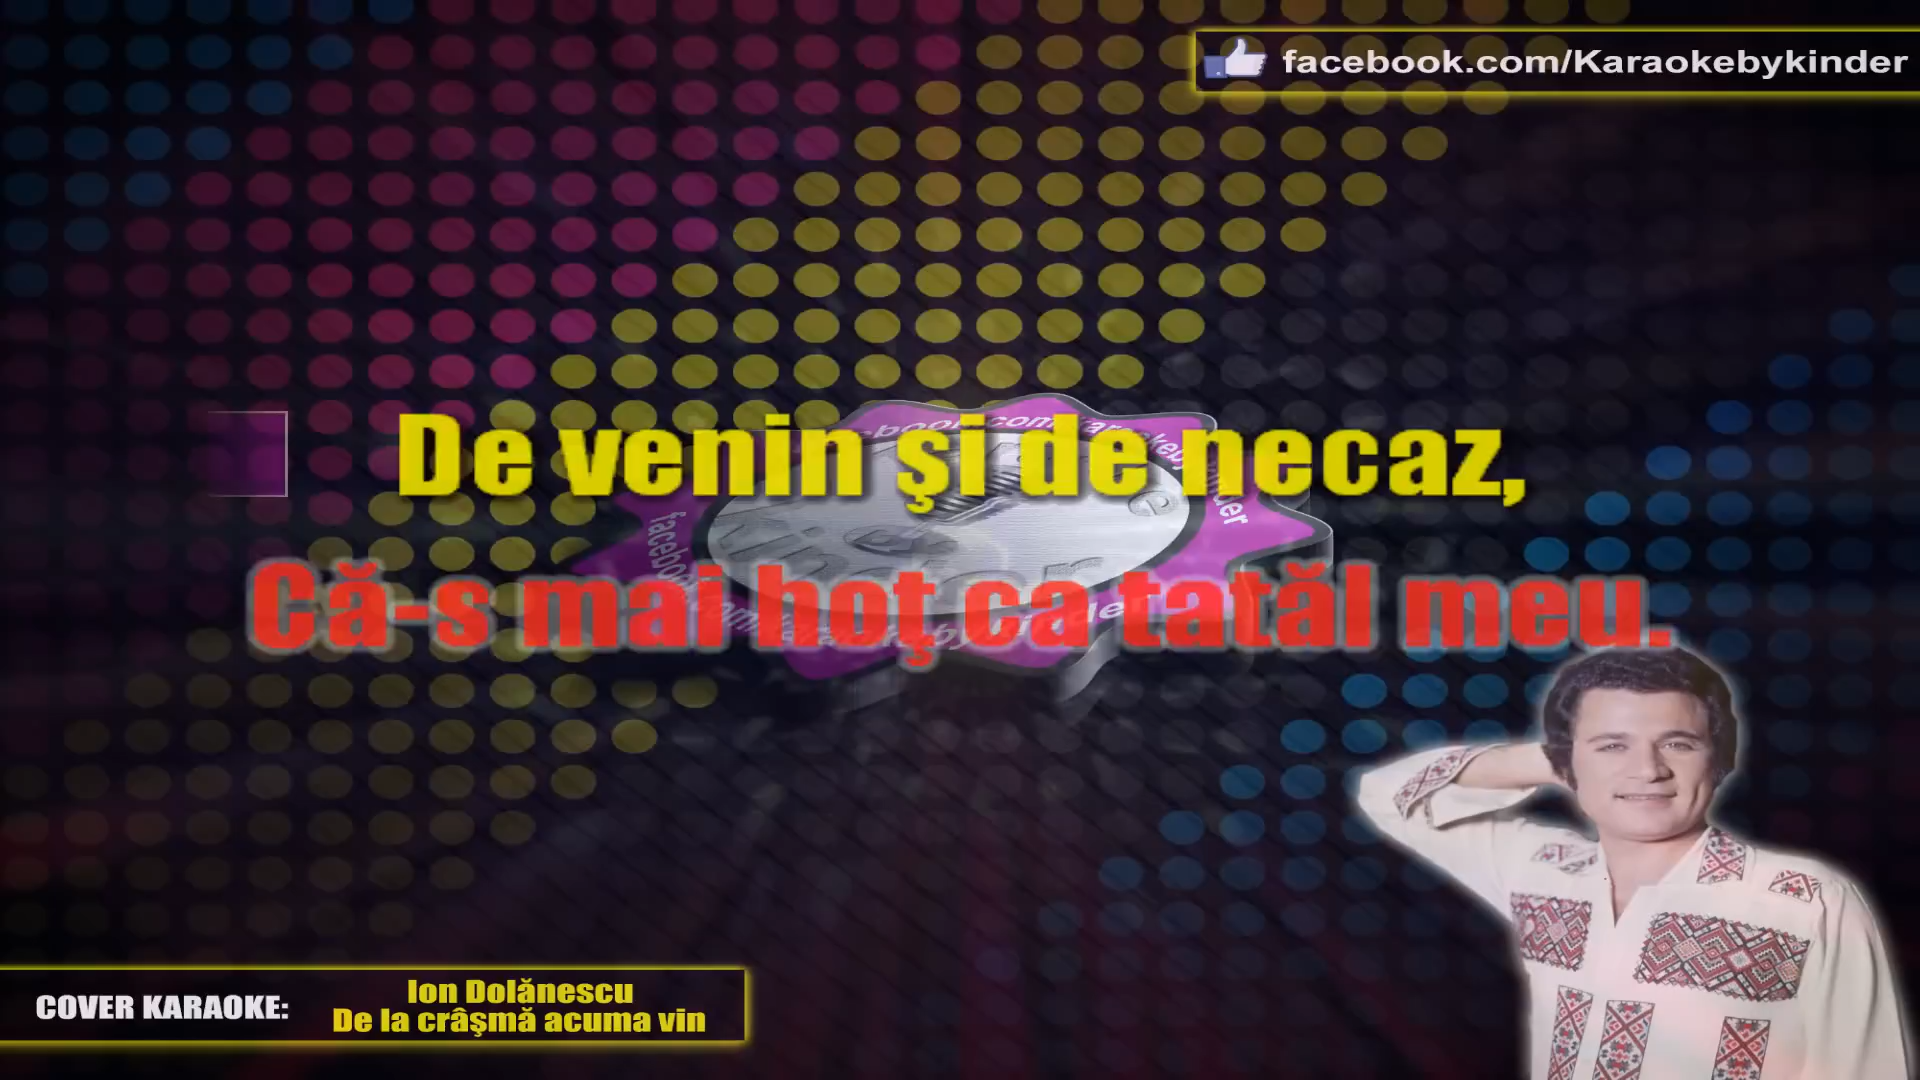 facebook.com/Karaokebykinder
De venin şi de necaz,
Că-s mai hoţ ca tatăl meu.
COVER KARAOKE:
Ion Dolănescu
De la crâşmă acuma vin